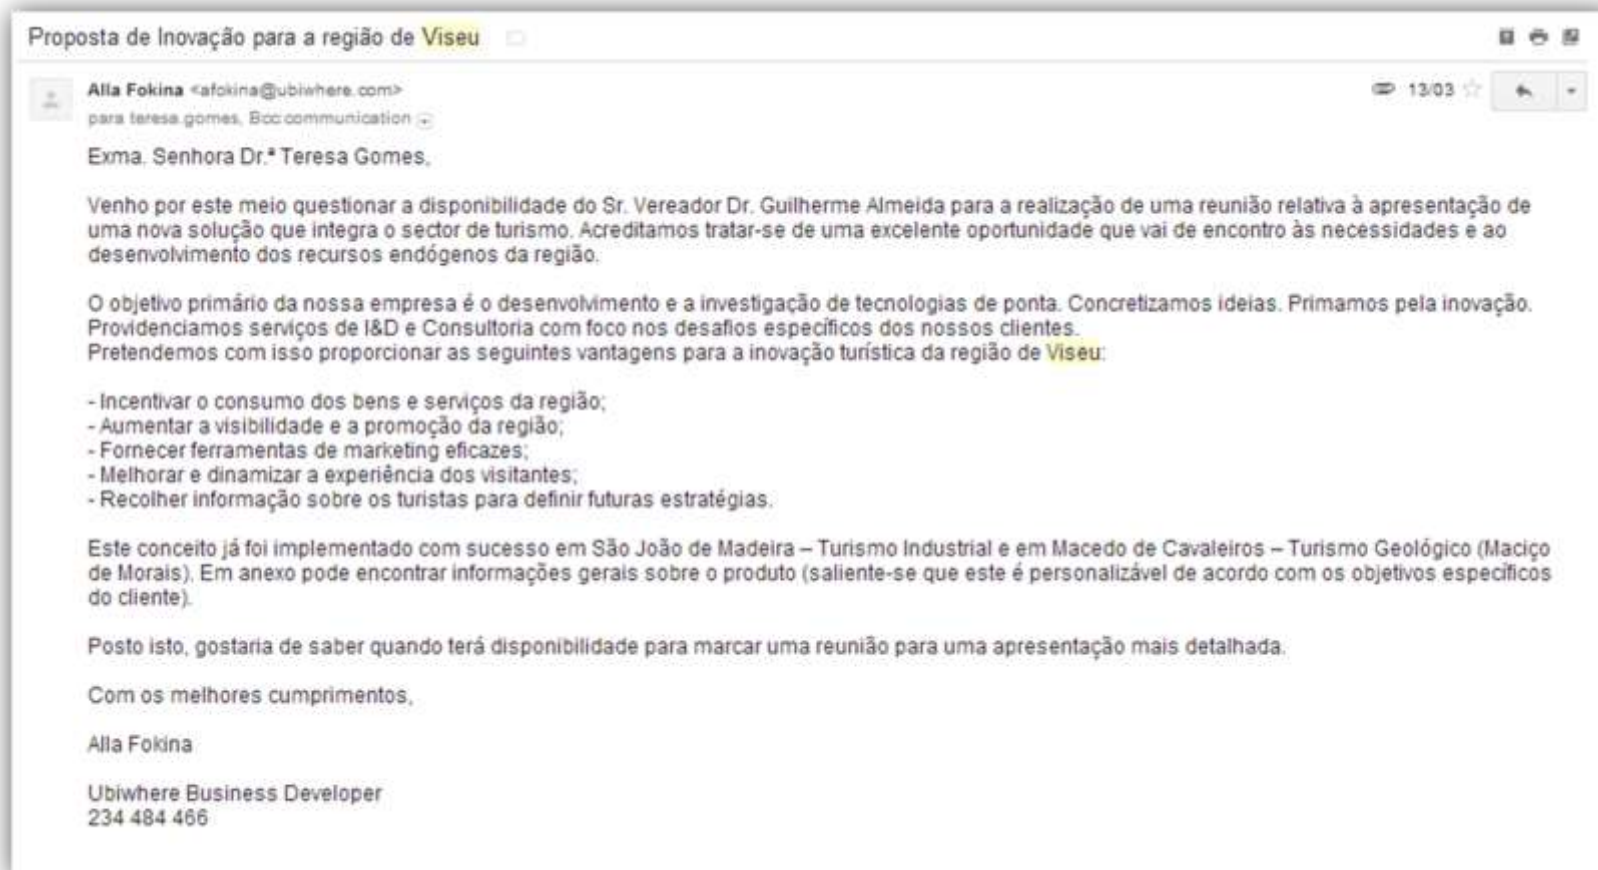 Proposta de Inovação para a região de Viseu
Alla Fokina <afokina@ubiwhere.com>
13/03
para teresa.gomes, Bcc:communication
Exma. Senhora Dr.ª Teresa Gomes,
Venho por este meio questionar a disponibilidade do Sr. Vereador Dr. Guilherme Almeida para a realização de uma reunião relativa à apresentação de
uma nova solução que integra o sector de turismo. Acreditamos tratar-se de uma excelente oportunidade que vai de encontro às necessidades e ao
desenvolvimento dos recursos endógenos da região.
O objetivo primário da nossa empresa é o desenvolvimento e a investigação de tecnologias de ponta. Concretizamos ideias. Primamos pela inovação.
Providenciamos serviços de I&D e Consultoria com foco nos desafios específicos dos nossos clientes.
Pretendemos com isso proporcionar as seguintes vantagens para a inovação turística da região de Viseu:
- Incentivar o consumo dos bens e serviços da região;
- Aumentar a visibilidade e a promoção da região;
- Fornecer ferramentas de marketing eficazes;
- Melhorar e dinamizar a experiência dos visitantes;
- Recolher informação sobre os turistas para definir futuras estratégias.
Este conceito já foi implementado com sucesso em São João de Madeira – Turismo Industrial e em Macedo de Cavaleiros – Turismo Geológico (Maciço
de Morais). Em anexo pode encontrar informações gerais sobre o produto (saliente-se que este é personalizável de acordo com os objetivos específicos
do cliente).
Posto isto, gostaria de saber quando terá disponibilidade para marcar uma reunião para uma apresentação mais detalhada.
Com os melhores cumprimentos,
Alla Fokina
Ubiwhere Business Developer
234 484 466